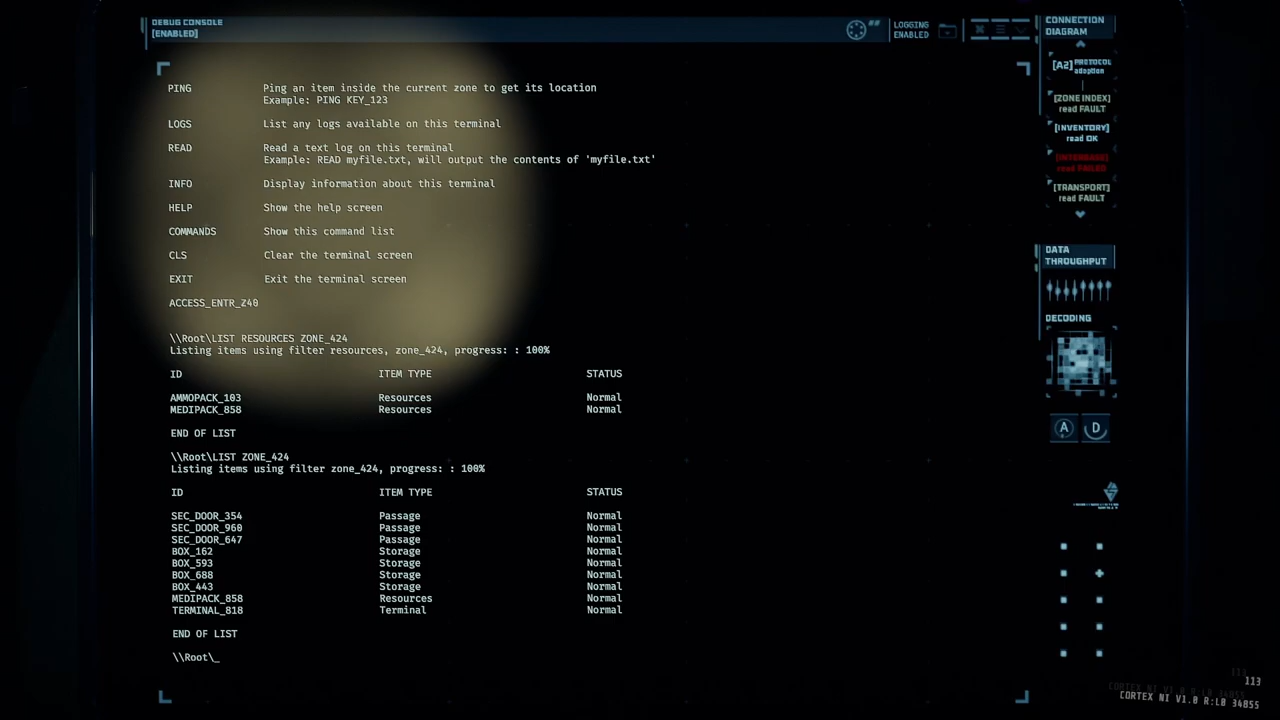 DEBUG CONSOLE
[ENABLED]
LOGGING
ENABLED
PING Ping an item inside the current zone to get its location
Example: PING KEY_123
LOGS List any logs available on this terminal
READ Read a text log on this terminal
Example: READ myfile.txt, will output the contents of 'myfile.txt'
INFO Display information about this terminal
HELP Show the help screen
COMMANDS Show this command list
CLS Clear the terminal screen
EXIT Exit the terminal screen
ACCESS_ENTR_Z40
\\Root\LIST RESOURCES ZONE_424
Listing items using filter resources, zone_424, progress: : 100%
ID ITEM TYPE STATUS
AMMOPACK_103 Resources Normal
MEDIPACK_858 Resources Normal
END OF LIST
\\Root\LIST ZONE_424
Listing items using filter zone_424, progress: : 100%
ID ITEM TYPE STATUS
SEC_DOOR_354 Passage Normal
SEC_DOOR_960 Passage Normal
SEC_DOOR_647 Passage Normal
BOX_162 Storage Normal
BOX_593 Storage Normal
BOX_688 Storage Normal
BOX_443 Storage Normal
MEDIPACK_858 Resources Normal
TERMINAL_818 Terminal Normal
END OF LIST
\\Root\_
CONNECTION
DIAGRAM
[A2] PROTOCOL
adoption
[ZONE INDEX]
read FAULT
[INVENTORY]
read OK
read FAILED
[TRANSPORT]
read FAULT
DATA
THROUGHPUT
DECODING
A D
113
CORTEX NI V1.0 R:L0 34855